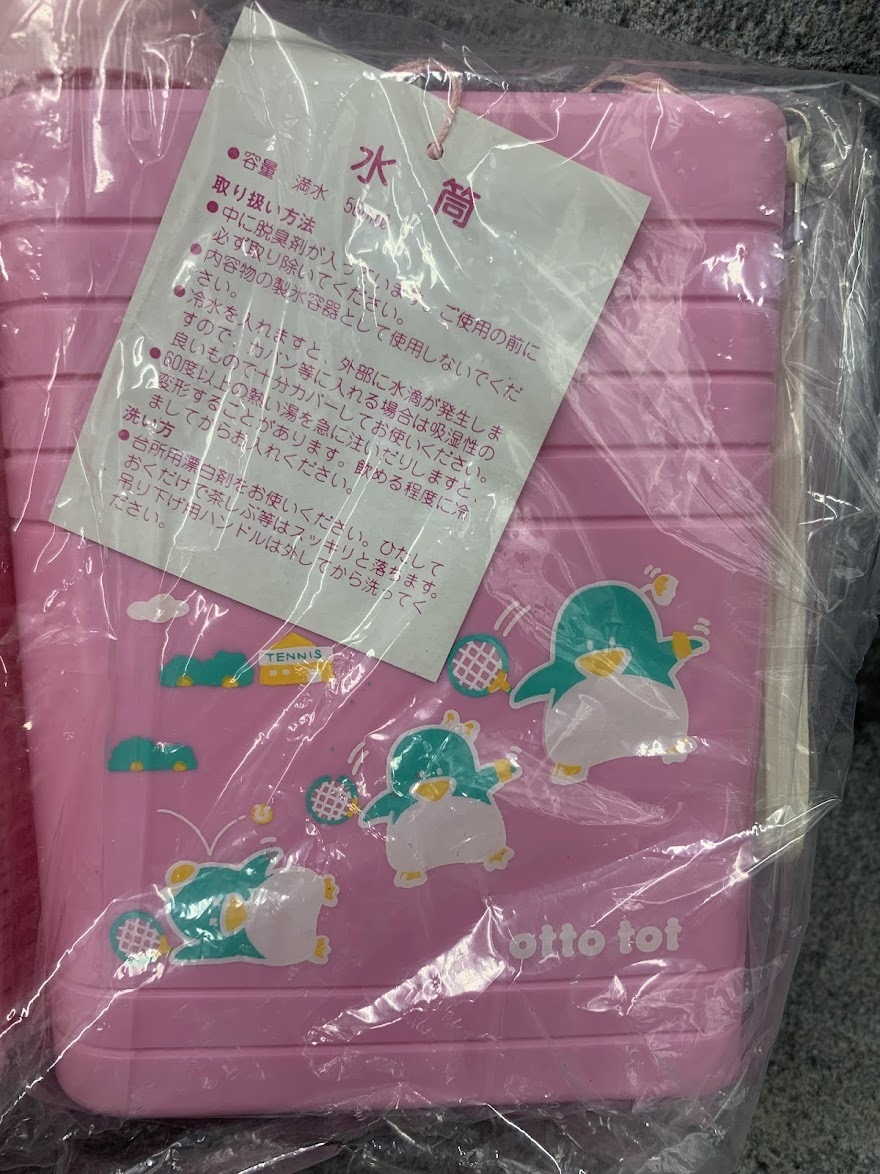 水筒
●容量 満水
取り扱い方法
●中に脱臭剤が入っています。ご使用の前に
必ず取り除いてください。
●内容物の製氷容器として使用しないでくだ
さい。
●冷水を入れますと、外部に水滴が発生しま
すので、カバン等に入れる場合は吸湿性の
良いもので十分カバーしてお使いください。
●60度以上の熱い湯を急に注いだりしますと、
変形することがあります。飲める程度に冷
ましてからお入れください。
洗い方
●台所用漂白剤をお使いください。ひたして
おくだけで茶しぶ等はスッキリと落ちます。
吊り下げ用ハンドルは外してから洗ってく
ださい。
TENNIS
otto tot